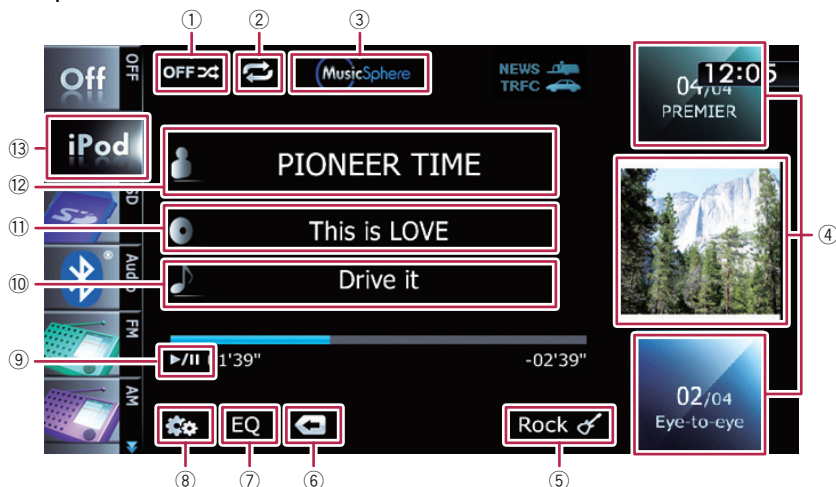 ① ② ③
Off OFF
OFF
MusicSphere
NEWS
TRFC
12:05
04/04
PREMIER
⑬ iPod
⑫ PIONEER TIME
SD
⑪ This is LOVE
④
Audio
⑩ Drive it
FM
⑨ ►/II 1'39" -02'39"
AM
EQ
Rock
02/04
Eye-to-eye
⑧ ⑦ ⑥ ⑤